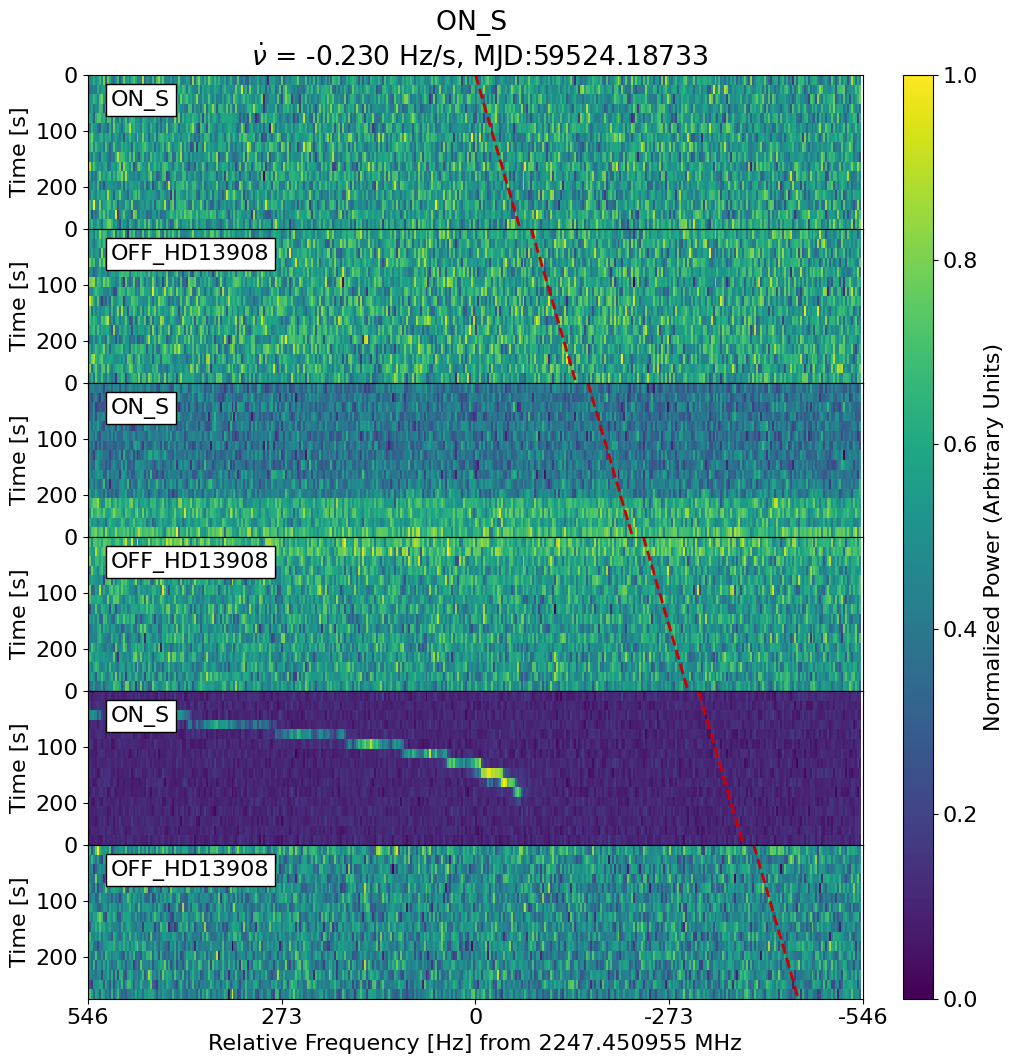 ON_S
ν̇ = -0.230 Hz/s, MJD:59524.18733
0
100
200
Time [s]
ON_S
0
100
200
Time [s]
OFF_HD13908
0
100
200
Time [s]
ON_S
0
100
200
Time [s]
OFF_HD13908
0
100
200
Time [s]
ON_S
0
100
200
Time [s]
OFF_HD13908
546 273 0 -273 -546
Relative Frequency [Hz] from 2247.450955 MHz
1.0
0.8
0.6
0.4
0.2
0.0
Normalized Power (Arbitrary Units)